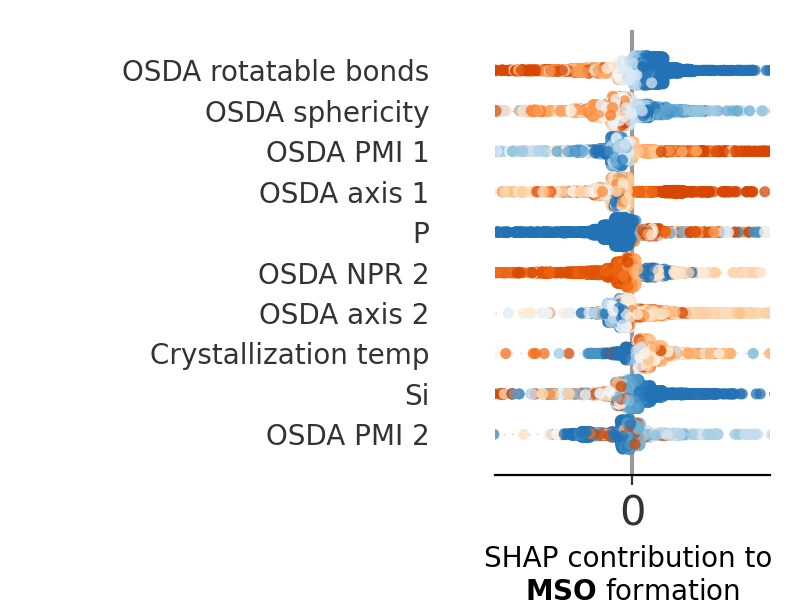 OSDA rotatable bonds
OSDA sphericity
OSDA PMI 1
OSDA axis 1
P
OSDA NPR 2
OSDA axis 2
Crystallization temp
Si
OSDA PMI 2
0
SHAP contribution to
MSO formation